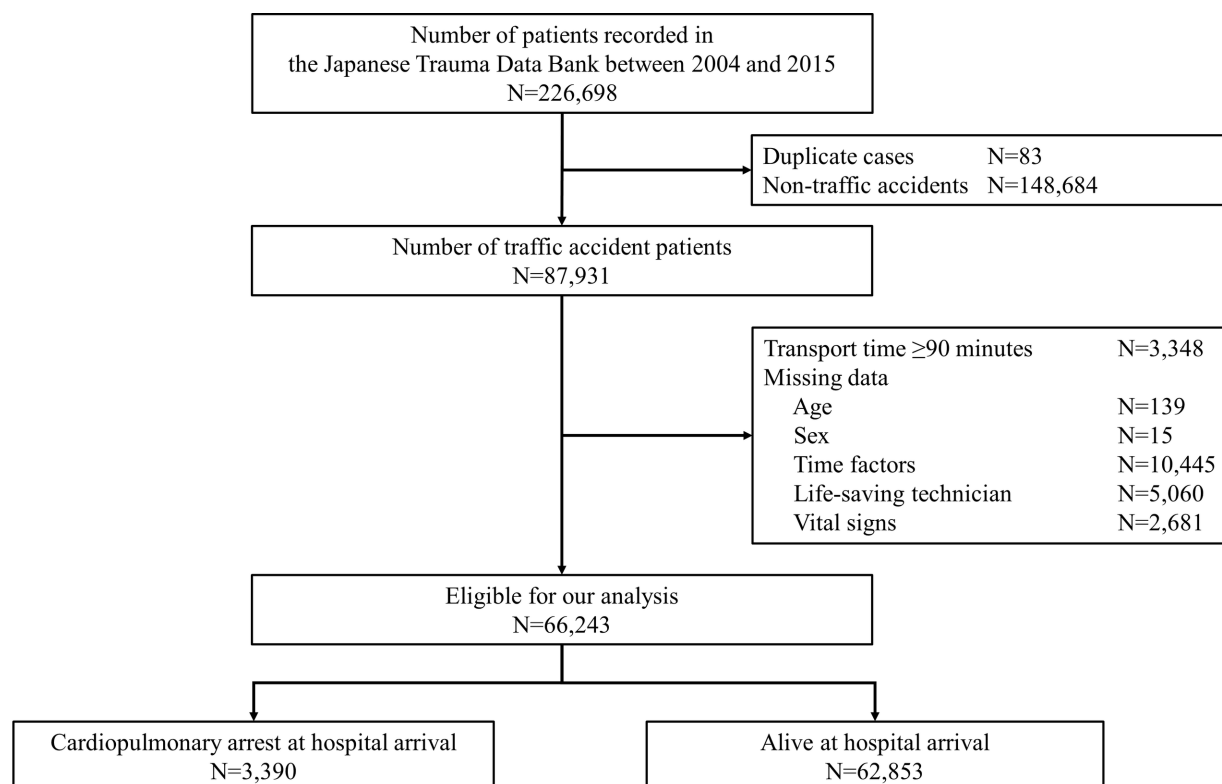 Number of patients recorded in
the Japanese Trauma Data Bank between 2004 and 2015
N=226,698
Duplicate cases N=83
Non-traffic accidents N=148,684
Number of traffic accident patients
N=87,931
Transport time ≥90 minutes N=3,348
Missing data
Age N=139
Sex N=15
Time factors N=10,445
Life-saving technician N=5,060
Vital signs N=2,681
Eligible for our analysis
N=66,243
Cardiopulmonary arrest at hospital arrival
N=3,390
Alive at hospital arrival
N=62,853